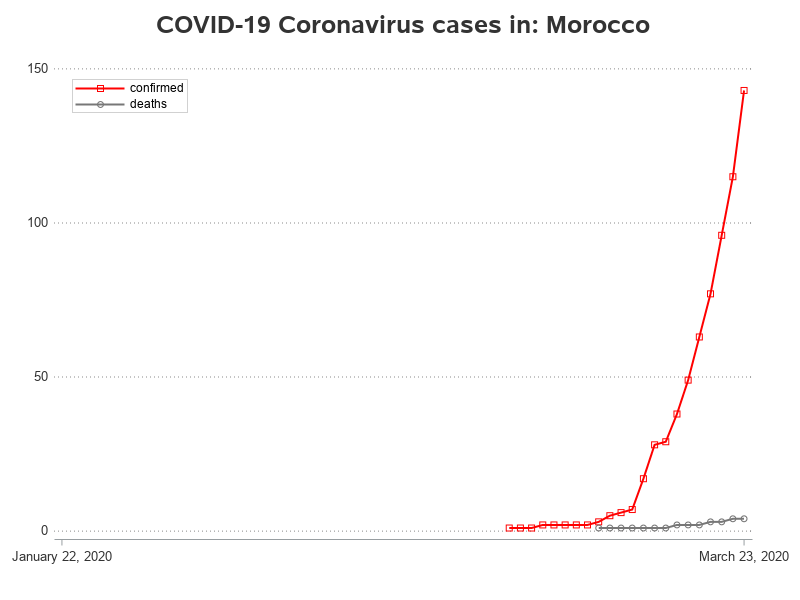 COVID-19 Coronavirus cases in: Morocco
150
confirmed
deaths
100
50
0
January 22, 2020
March 23, 2020